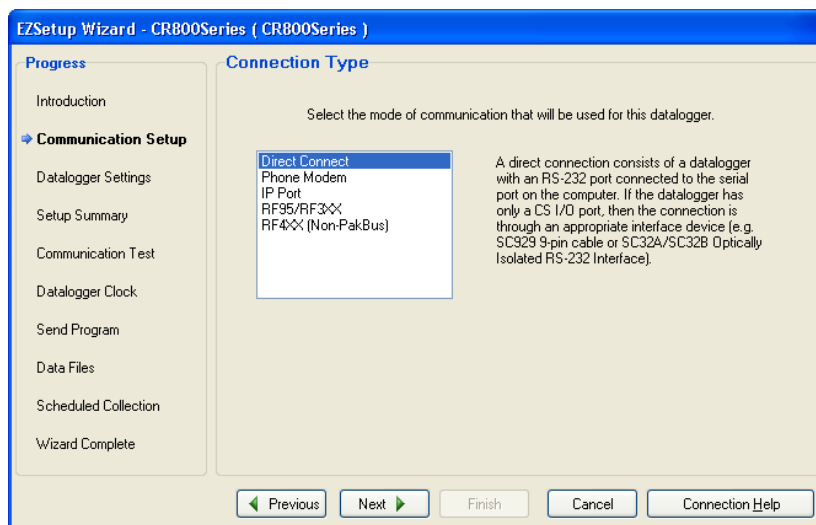 EZSetup Wizard - CR800Series ( CR800Series )
Progress
Introduction
Communication Setup
Datalogger Settings
Setup Summary
Communication Test
Datalogger Clock
Send Program
Data Files
Scheduled Collection
Wizard Complete
Connection Type
Select the mode of communication that will be used for this datalogger.
Direct Connect
Phone Modem
IP Port
RF95/RF3XX
RF4XX (Non-PakBus)
A direct connection consists of a datalogger
with an RS-232 port connected to the serial
port on the computer. If the datalogger has
only a CS I/O port, then the connection is
through an appropriate interface device (e.g.
SC929 9-pin cable or SC32A/SC32B Optically
Isolated RS-232 Interface).
Previous
Next
Finish
Cancel
Connection Help